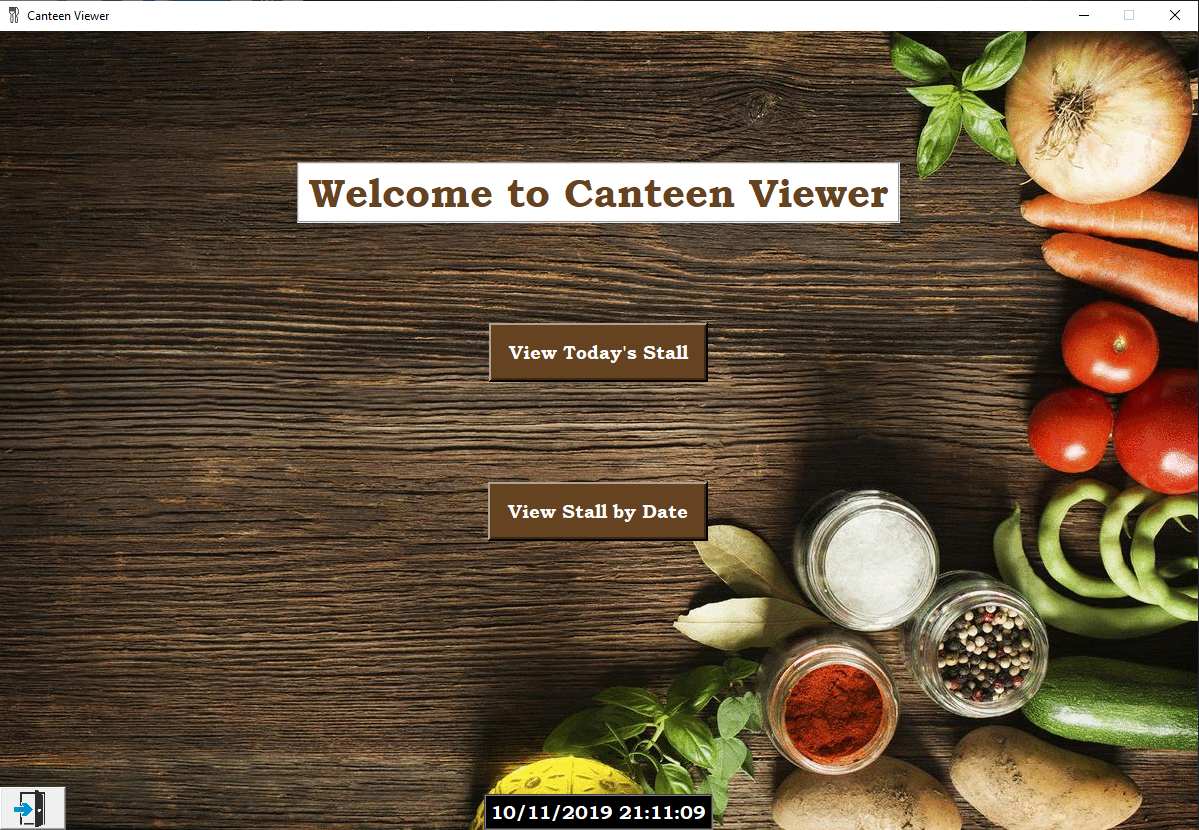 Canteen Viewer
Welcome to Canteen Viewer
View Today's Stall
View Stall by Date
10/11/2019 21:11:09